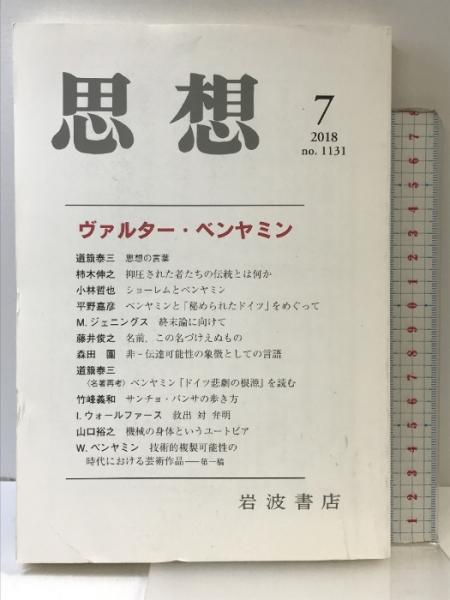 思想
7
2018
no. 1131
ヴァルター・ベンヤミン
道籏泰三 思想の言葉
柿木伸之 抑圧された者たちの伝統とは何か
小林哲也 ショーレムとベンヤミン
平野嘉彦 ベンヤミンと「秘められたドイツ」をめぐって
M. ジェニングス 終末論に向けて
藤井俊之 名前、この名づけえぬもの
森田 團 非‐伝達可能性の象徴としての言語
道籏泰三
〈名著再考〉ベンヤミン『ドイツ悲劇の根源』を読む
竹峰義和 サンチョ・パンサの歩き方
I. ウォールファース 救出 対 弁明
山口裕之 機械の身体というユートピア
W. ベンヤミン 技術的複製可能性の
時代における芸術作品――第一稿
岩波書店